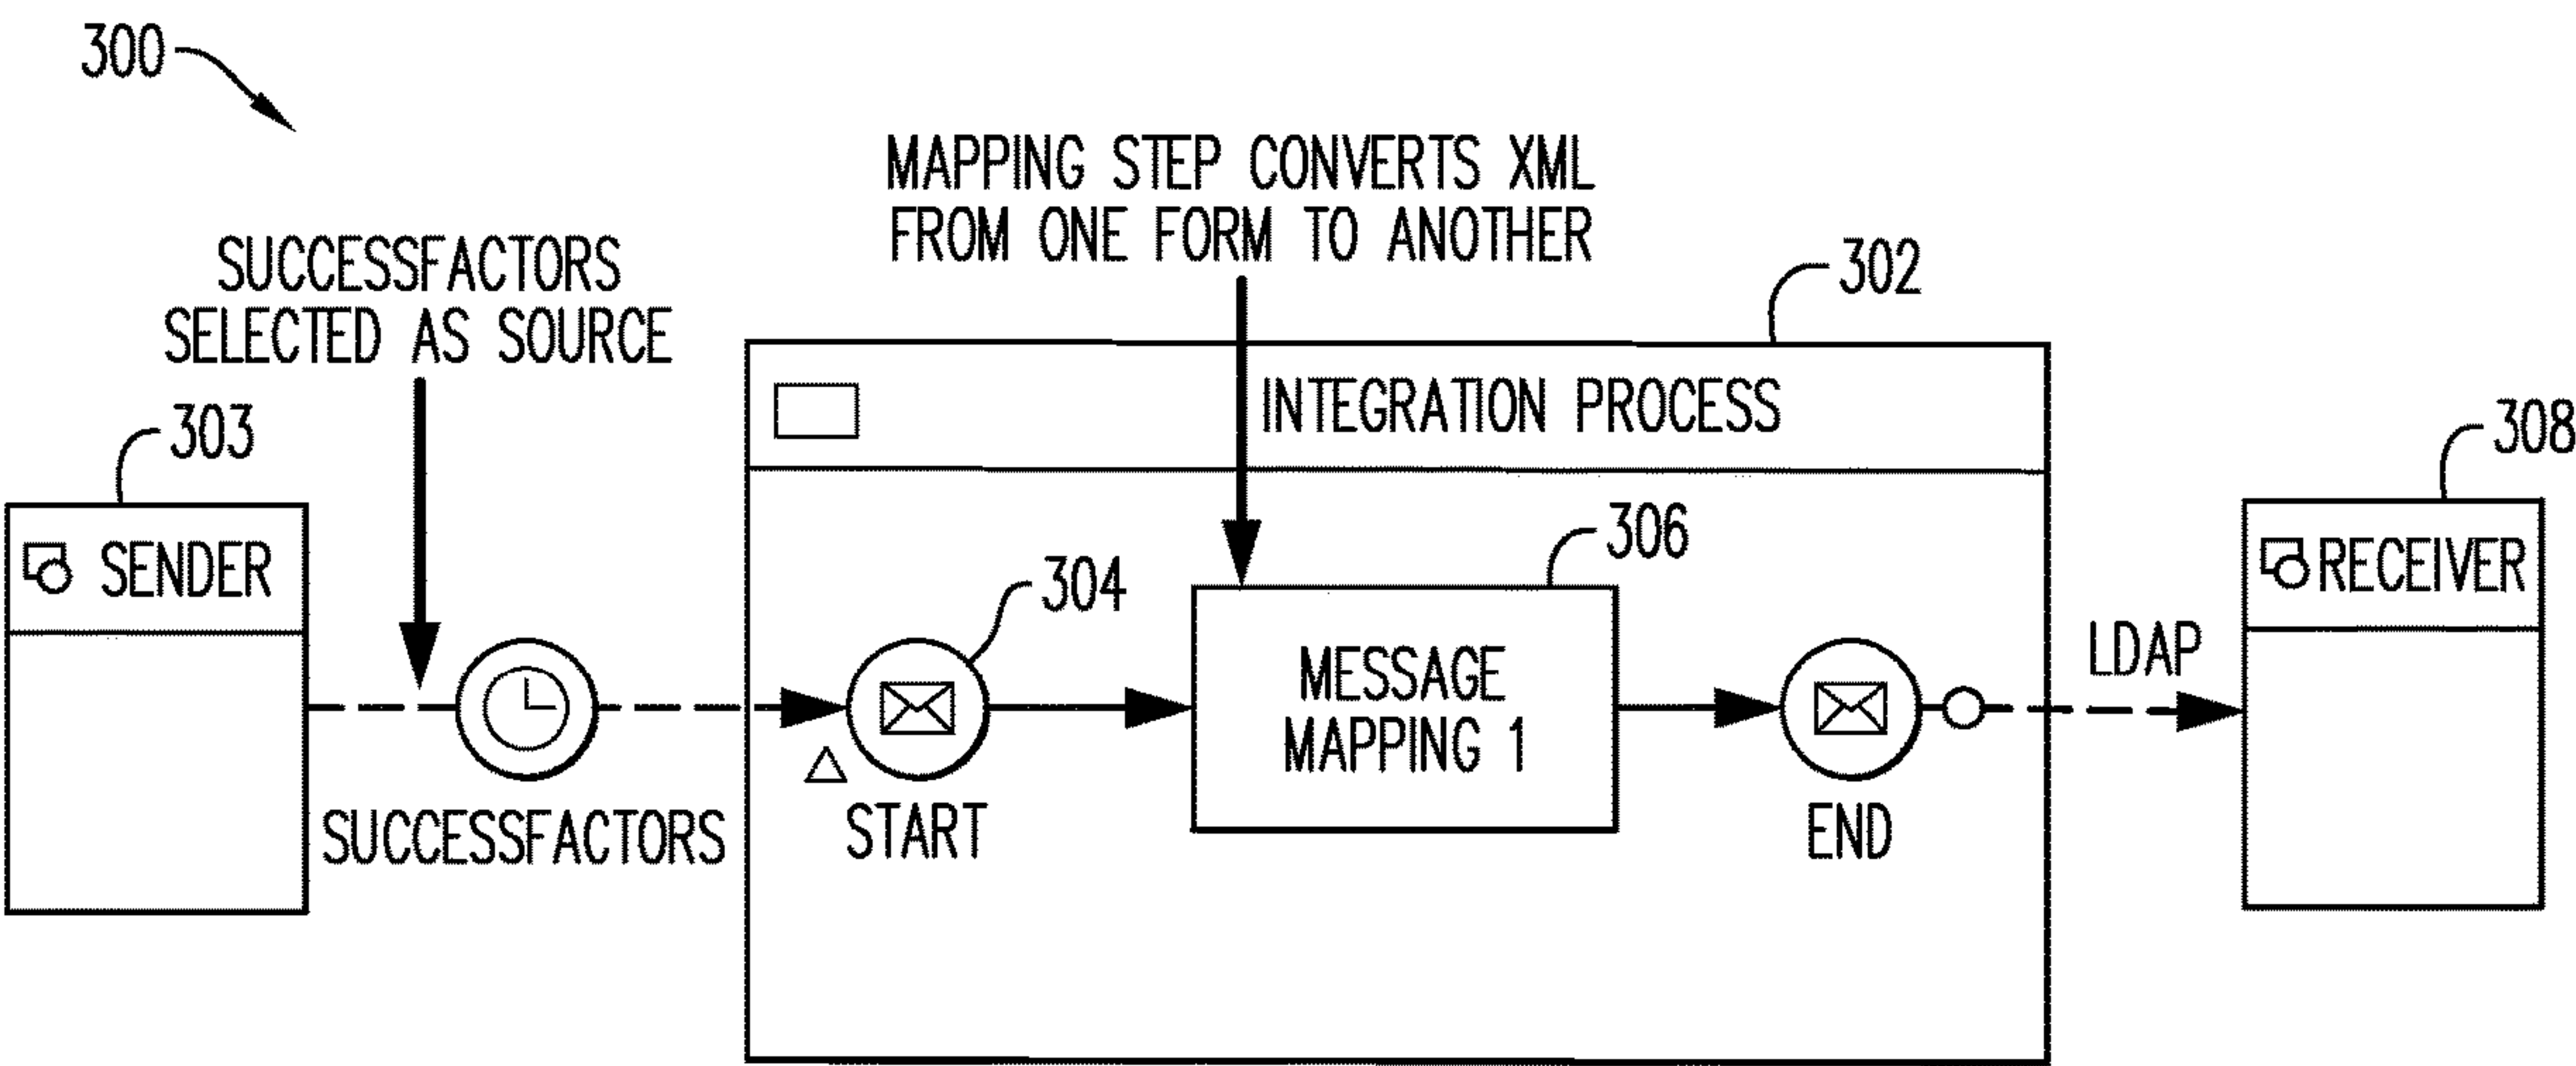 300
MAPPING STEP CONVERTS XML
FROM ONE FORM TO ANOTHER
SUCCESSFACTORS
SELECTED AS SOURCE
302
INTEGRATION PROCESS
303
308
SENDER
RECEIVER
306
304
MESSAGE
MAPPING 1
LDAP
SUCCESSFACTORS
START
END